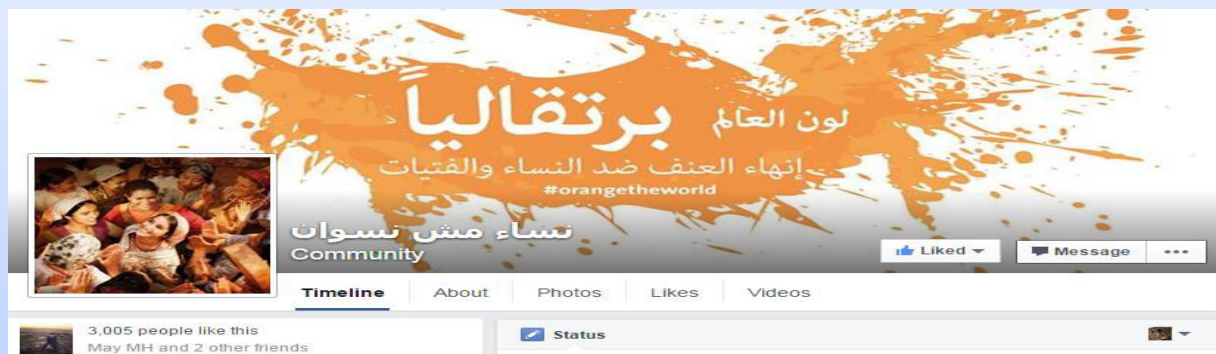 لون العالم برتقالياً
إنهاء العنف ضد النساء والفتيات
#orangetheworld
نساء مش نسوان
Community
Liked
Message
Timeline About Photos Likes Videos
3,005 people like this
May MH and 2 other friends
Status